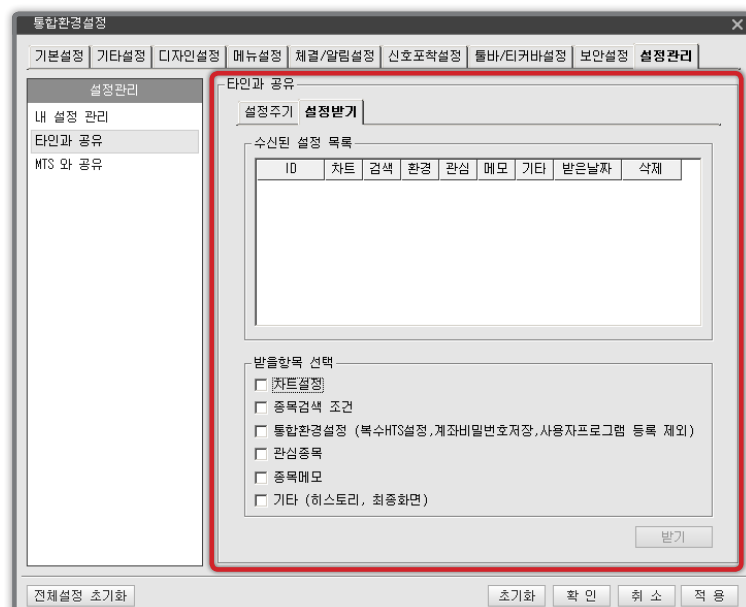 통합환경설정
기본설정 기타설정 디자인설정 메뉴설정 체결/알림설정 신호포착설정 툴바/티커바설정 보안설정 설정관리
설정관리
내 설정 관리
타인과 공유
MTS 와 공유
타인과 공유
설정주기 설정받기
수신된 설정 목록
ID 차트 검색 환경 관심 메모 기타 받은날짜 삭제
받을항목 선택
차트설정
종목검색 조건
통합환경설정 (복수HTS설정,계좌비밀번호저장,사용자프로그램 등록 제외)
관심종목
종목메모
기타 (히스토리, 최종화면)
받기
전체설정 초기화 초기화 확 인 취 소 적 용